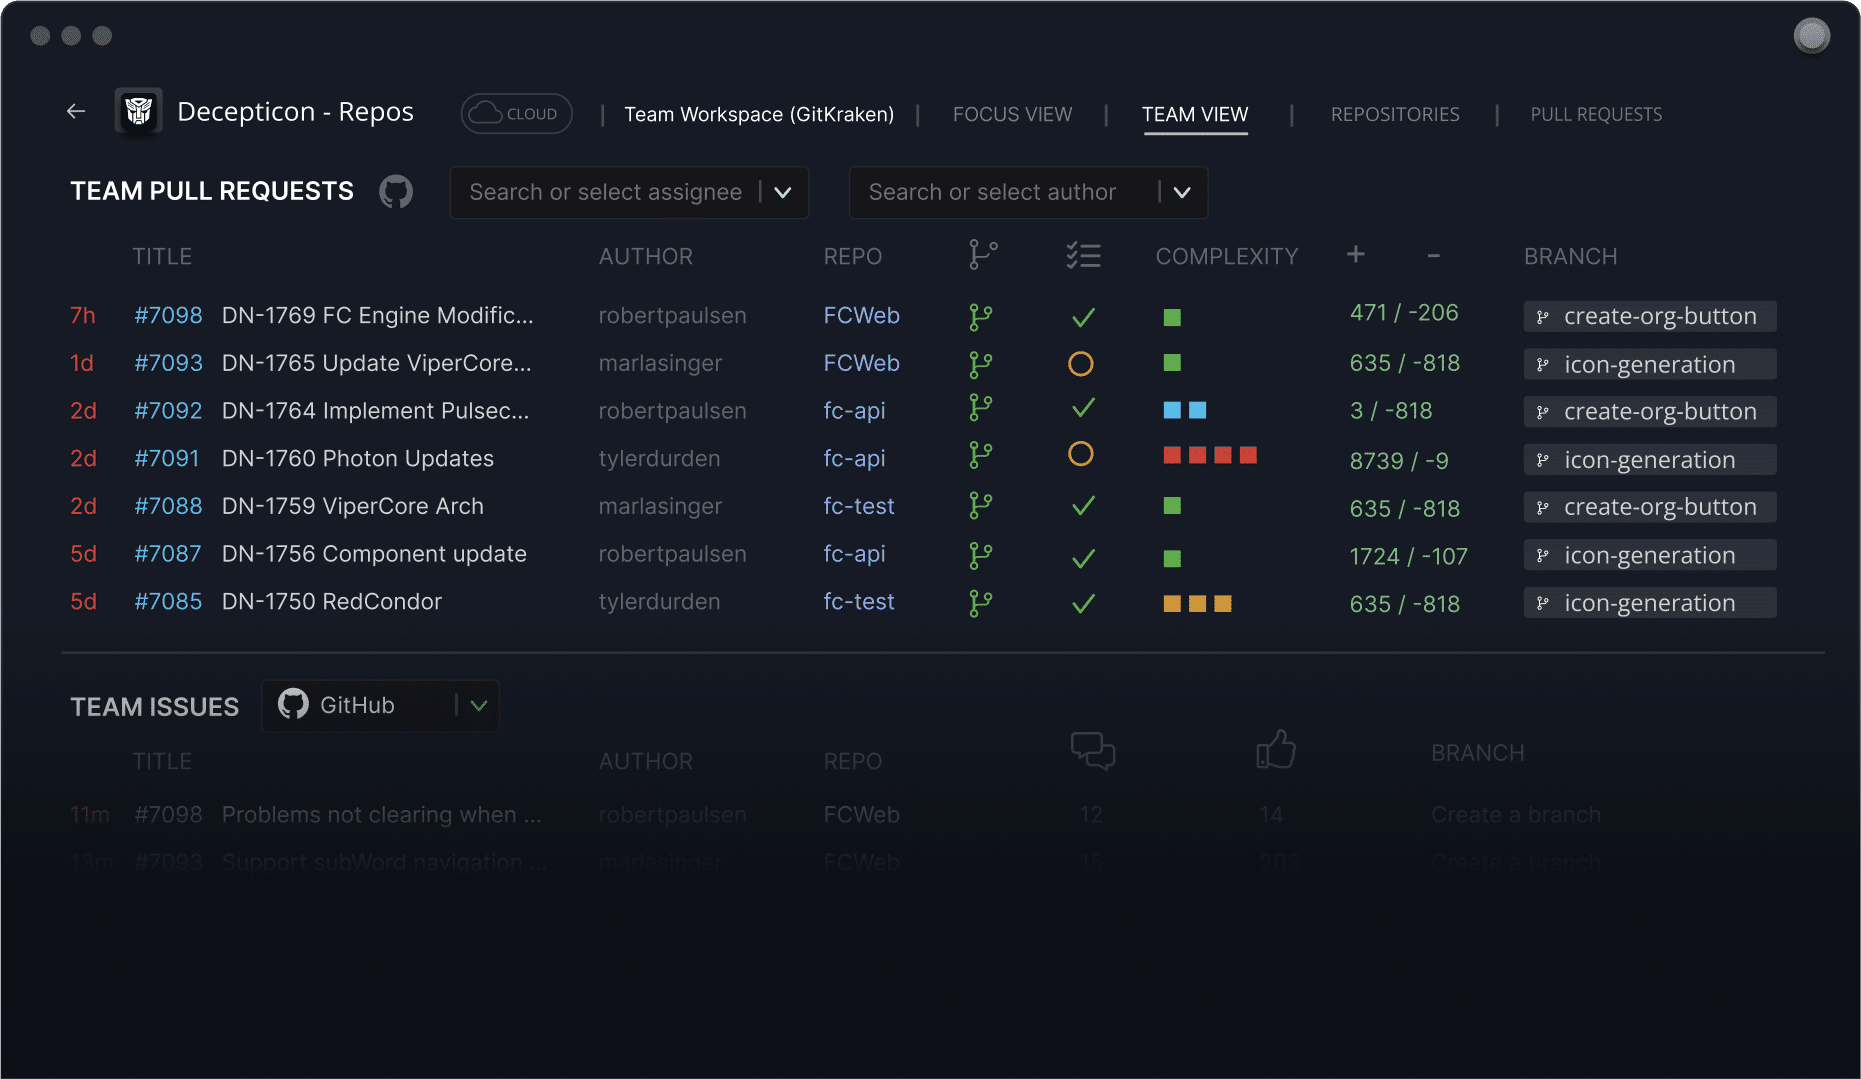 Decepticon - Repos CLOUD | Team Workspace (GitKraken) | FOCUS VIEW | TEAM VIEW | REPOSITORIES | PULL REQUESTS
TEAM PULL REQUESTS Search or select assignee Search or select author
TITLE AUTHOR REPO COMPLEXITY + - BRANCH
7h #7098 DN-1769 FC Engine Modific... robertpaulsen FCWeb 471 / -206 create-org-button
1d #7093 DN-1765 Update ViperCore... marlasinger FCWeb 635 / -818 icon-generation
2d #7092 DN-1764 Implement Pulsec... robertpaulsen fc-api 3 / -818 create-org-button
2d #7091 DN-1760 Photon Updates tylerdurden fc-api 8739 / -9 icon-generation
2d #7088 DN-1759 ViperCore Arch marlasinger fc-test 635 / -818 create-org-button
5d #7087 DN-1756 Component update robertpaulsen fc-api 1724 / -107 icon-generation
5d #7085 DN-1750 RedCondor tylerdurden fc-test 635 / -818 icon-generation
TEAM ISSUES GitHub
TITLE AUTHOR REPO BRANCH
11m #7098 Problems not clearing when ... robertpaulsen FCWeb 12 14 Create a branch
13m #7093 Support subWord navigation ... marlasinger FCWeb 15 203 Create a branch